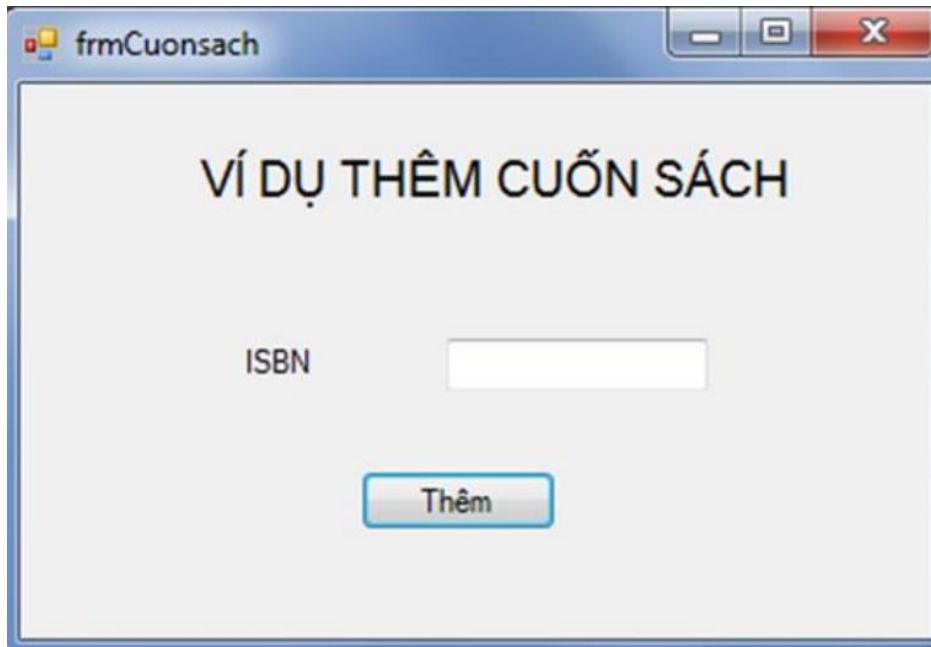 frmCuonsach
VÍ DỤ THÊM CUỐN SÁCH
ISBN
Thêm